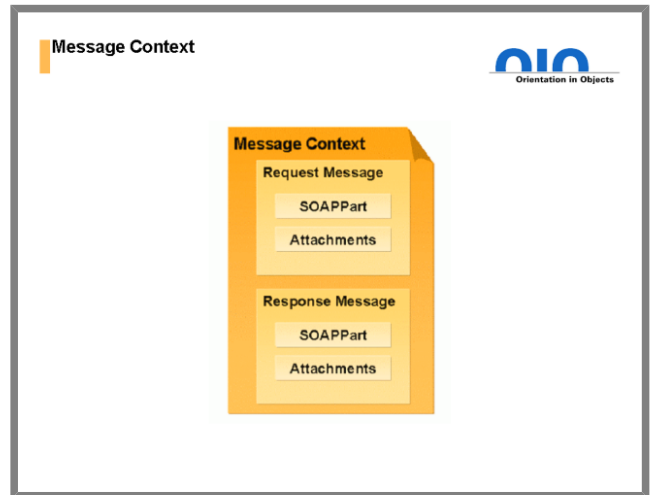 Message Context
Orientation in Objects
Message Context
Request Message
SOAPPart
Attachments
Response Message
SOAPPart
Attachments